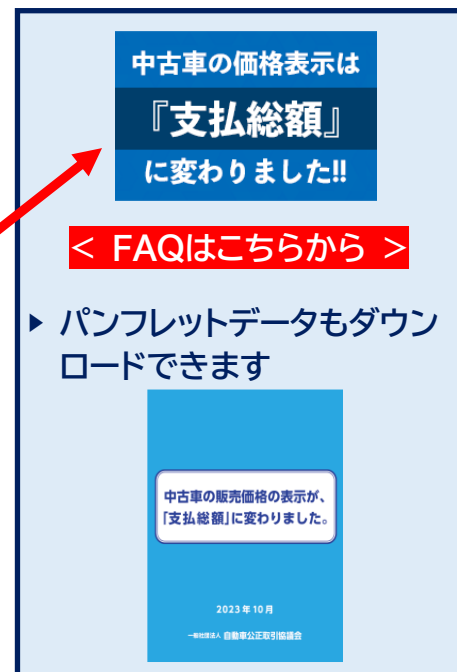 中古車の価格表示は
『支払総額』
に変わりました!!
< FAQはこちらから >
▶ パンフレットデータもダウン
ロードできます
中古車の販売価格の表示が、
「支払総額」に変わりました。
2023年10月
一般社団法人 自動車公正取引協議会